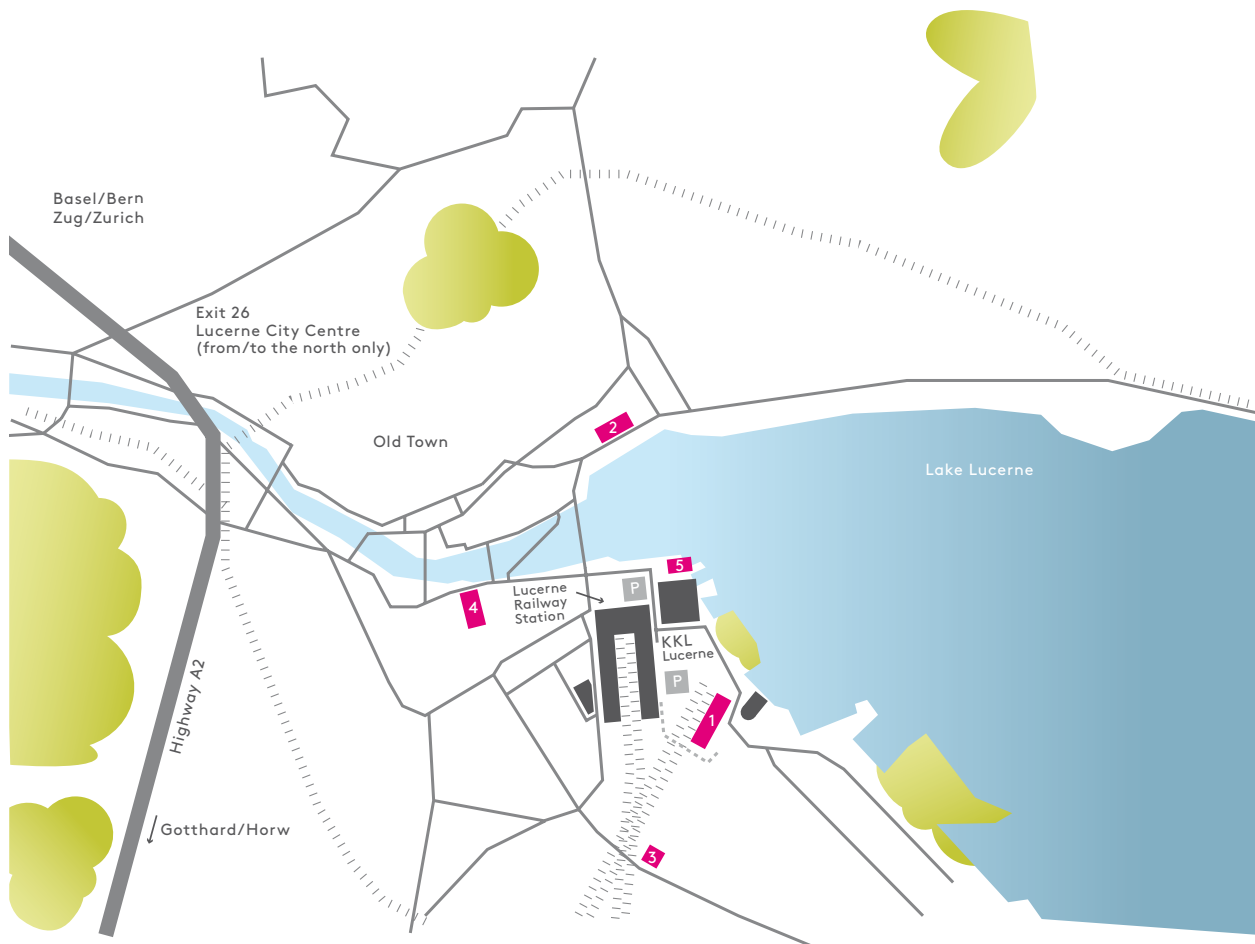 Basel/Bern
Zug/Zurich
Exit 26
Lucerne City Centre
(from/to the north only)
Old Town
2
Lake Lucerne
5
Lucerne
Railway
Station
P
4
KKL
Lucerne
P
1
Highway A2
Gotthard/Horw
3